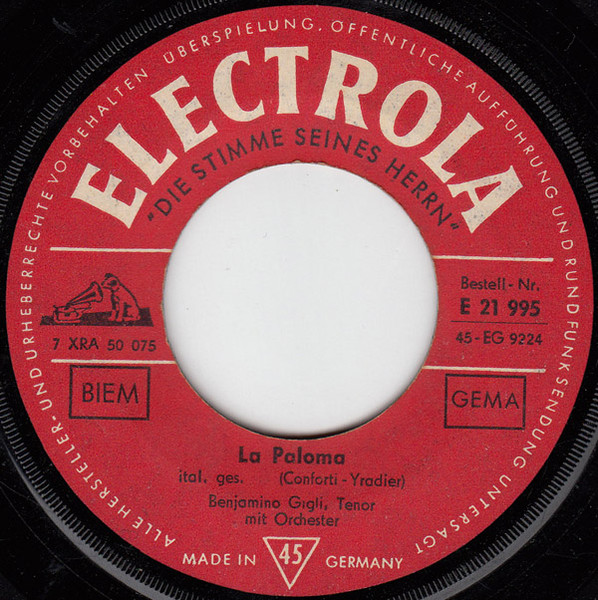 ALLE HERSTELLER- UND URHEBERRECHTE VORBEHALTEN ÜBERSPIELUNG, ÖFFENTLICHE AUFFÜHRUNG UND RUNDFUNKSENDUNG UNTERSAGT
ELECTROLA
"DIE STIMME SEINES HERRN"
7 XRA 50 075
Bestell-Nr.
E 21 995
45-EG 9224
BIEM
GEMA
La Paloma
ital. ges. (Conforti-Yradier)
Benjamino Gigli, Tenor
mit Orchester
MADE IN 45 GERMANY